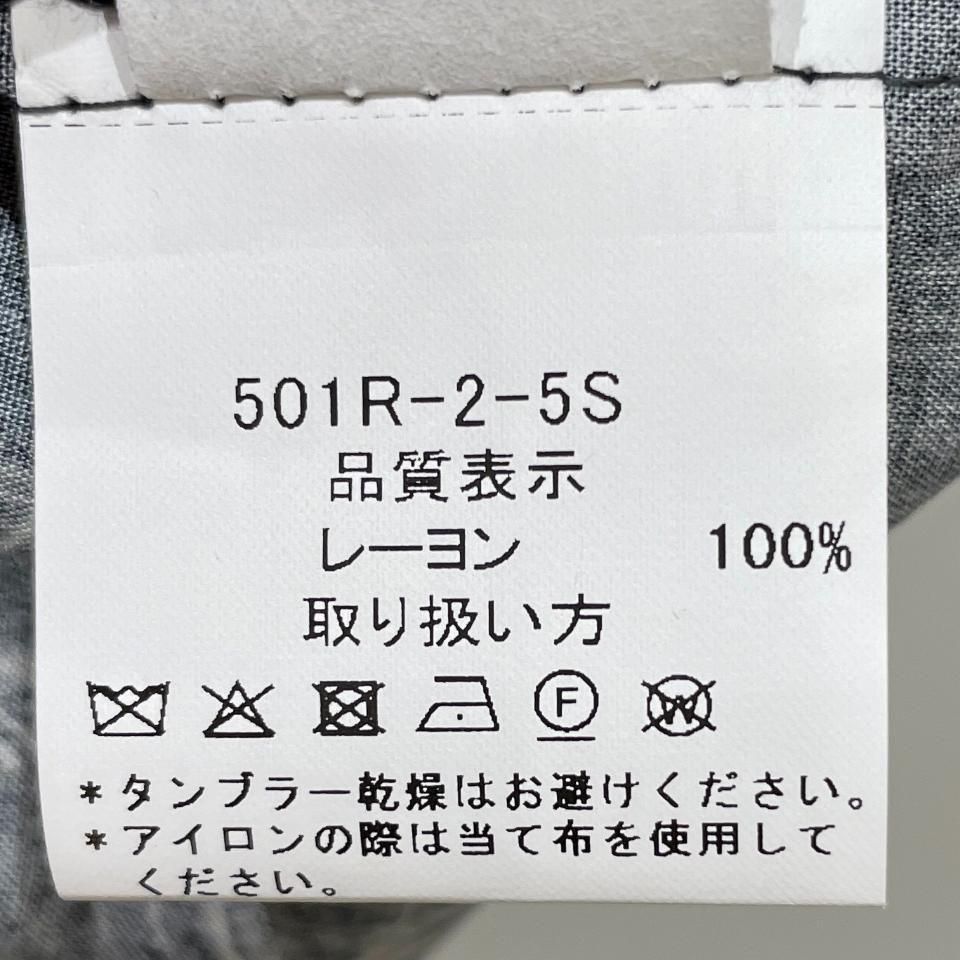 501R-2-5S
品質表示
レーヨン 100%
取り扱い方
F W
*タンブラー乾燥はお避けください。
*アイロンの際は当て布を使用して
ください。